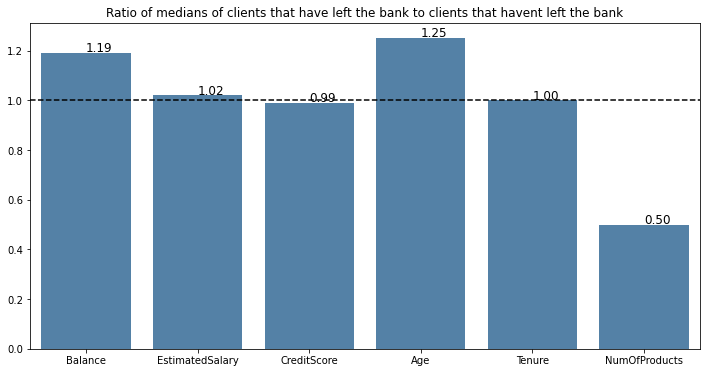 Ratio of medians of clients that have left the bank to clients that havent left the bank
1.2
1.0
0.8
0.6
0.4
0.2
0.0
1.19
1.02
0.99
1.25
1.00
0.50
Balance
EstimatedSalary
CreditScore
Age
Tenure
NumOfProducts